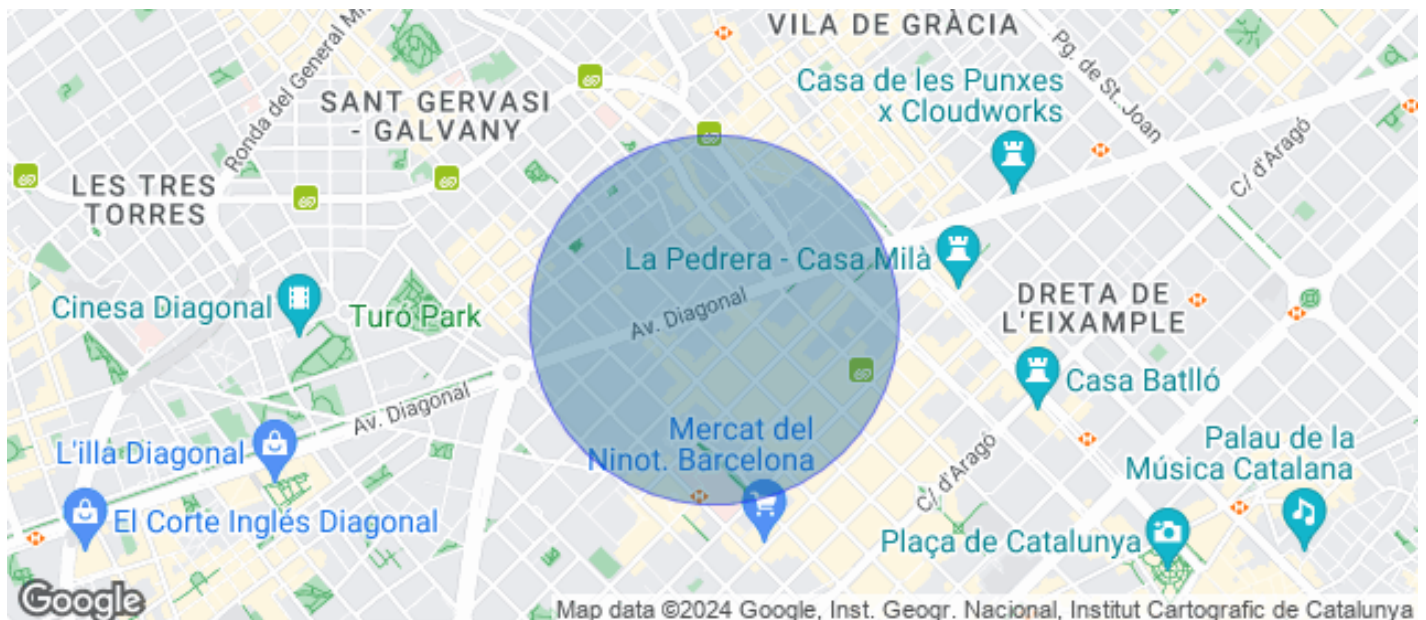 VILA DE GRÀCIA
Ronda del General Mi
SANT GERVASI
- GALVANY
Casa de les Punxes
x Cloudworks
Pg. de St. Joan
C/ d'Aragó
LES TRES
TORRES
La Pedrera - Casa Milà
Cinesa Diagonal
Turó Park
Av. Diagonal
DRETA DE
L'EIXAMPLE
Casa Batlló
Av. Diagonal
Mercat del
Ninot. Barcelona
L'illa Diagonal
C/ d'Aragó
Palau de la
Música Catalana
El Corte Inglés Diagonal
Plaça de Catalunya
Google
Map data ©2024 Google, Inst. Geogr. Nacional, Institut Cartografic de Catalunya